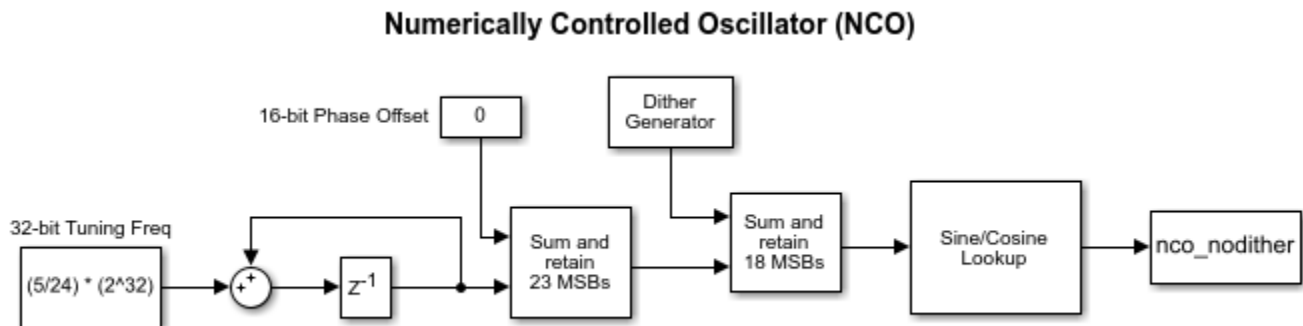 Numerically Controlled Oscillator (NCO)
16-bit Phase Offset
0
Dither
Generator
32-bit Tuning Freq
(5/24) * (2^32)
+
+
Z-1
Sum and
retain
23 MSBs
Sum and
retain
18 MSBs
Sine/Cosine
Lookup
nco_nodither